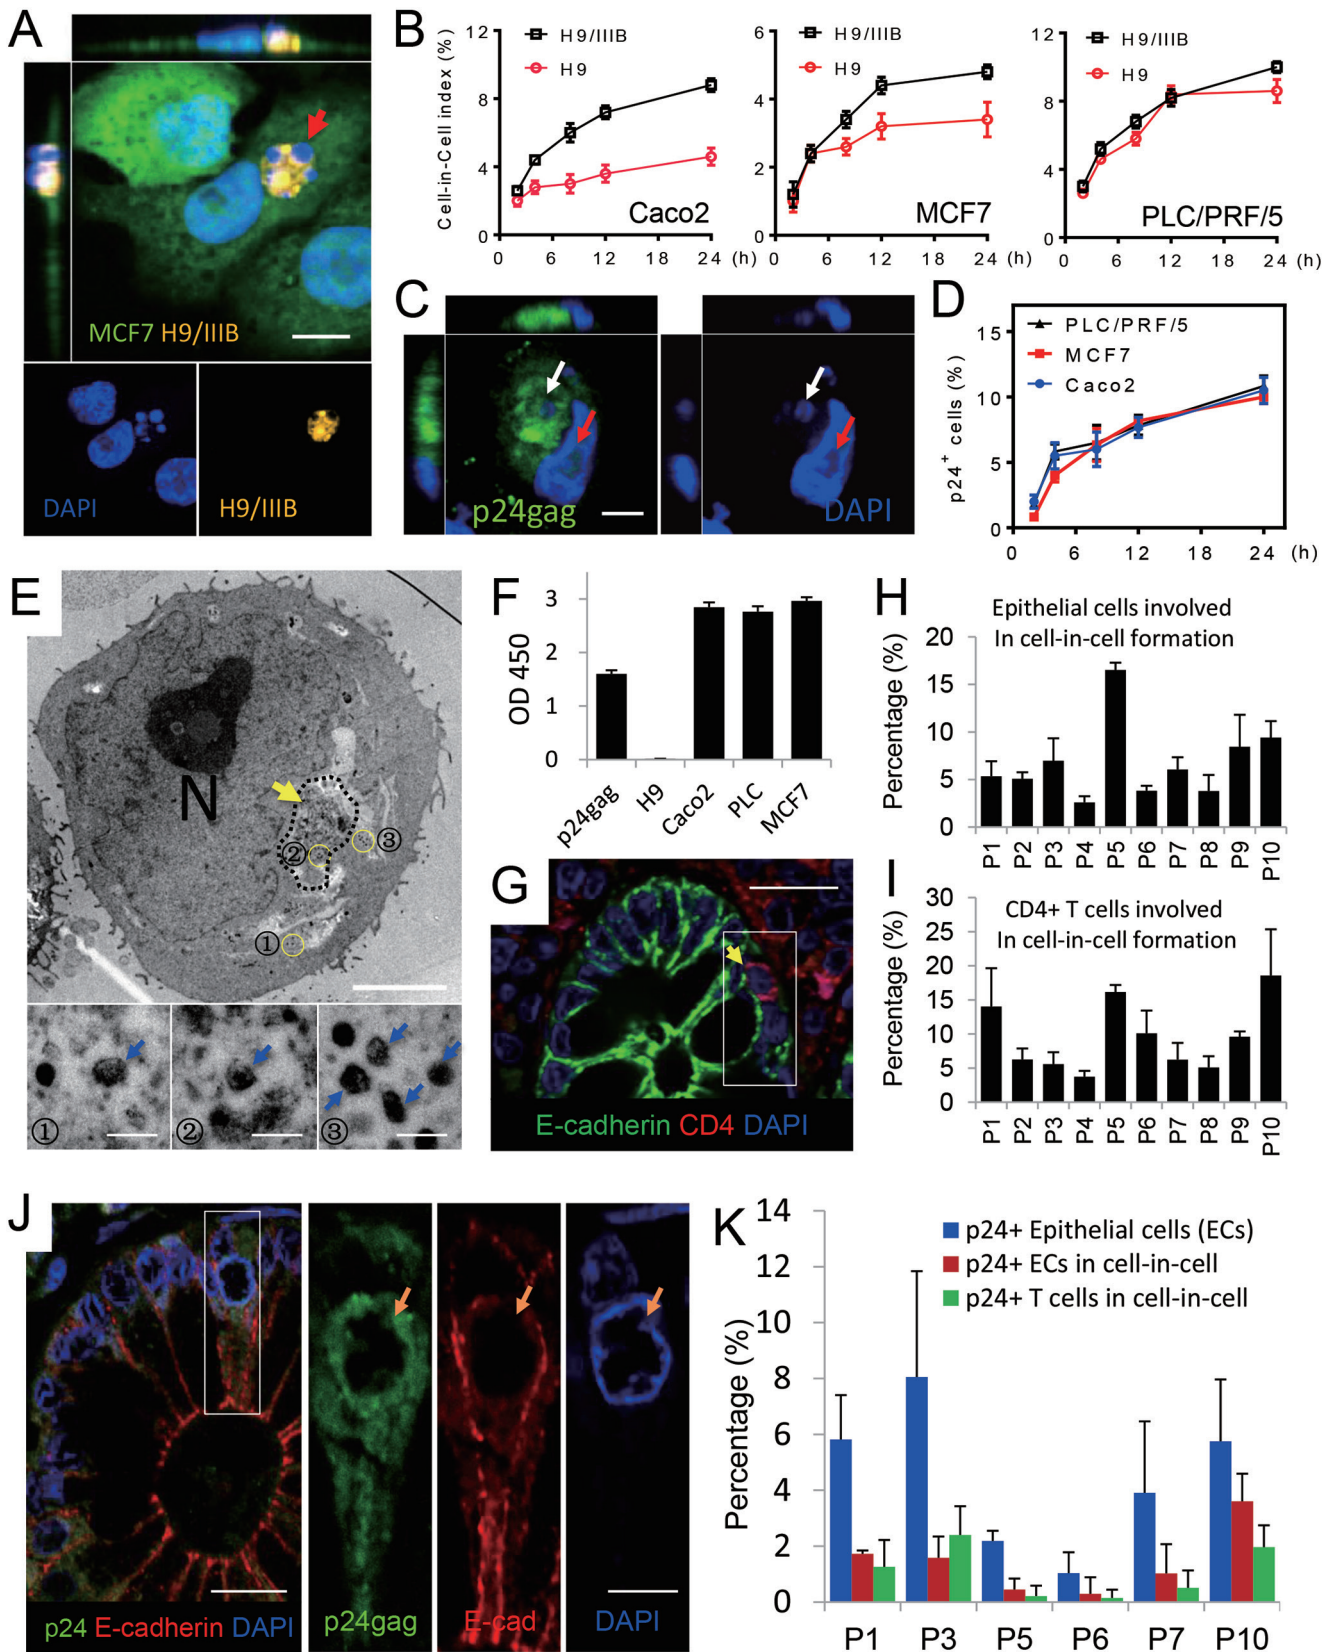 A
MCF7 H9/IIIB
DAPI
H9/IIIB
B
Cell-in-Cell index (%)
12
8
4
0
H9/IIIB
H9
Caco2
0 6 12 18 24 (h)
6
4
2
0
H9/IIIB
H9
MCF7
0 6 12 18 24 (h)
12
8
4
0
H9/IIIB
H9
PLC/PRF/5
0 6 12 18 24 (h)
C
p24gag
DAPI
D
p24+ cells (%)
15
10
5
0
PLC/PRF/5
MCF7
Caco2
0 6 12 18 24 (h)
E
N
②
③
①
① ② ③
F
OD 450
3
2
1
0
p24gag H9 Caco2 PLC MCF7
G
E-cadherin CD4 DAPI
H
Epithelial cells involved
In cell-in-cell formation
Percentage (%)
20
15
10
5
0
P1 P2 P3 P4 P5 P6 P7 P8 P9 P10
I
CD4+ T cells involved
In cell-in-cell formation
Percentage (%)
30
25
20
15
10
5
0
P1 P2 P3 P4 P5 P6 P7 P8 P9 P10
J
p24 E-cadherin DAPI
p24gag
E-cad
DAPI
K
Percentage (%)
14
12
10
8
6
4
2
0
p24+ Epithelial cells (ECs)
p24+ ECs in cell-in-cell
p24+ T cells in cell-in-cell
P1 P3 P5 P6 P7 P10